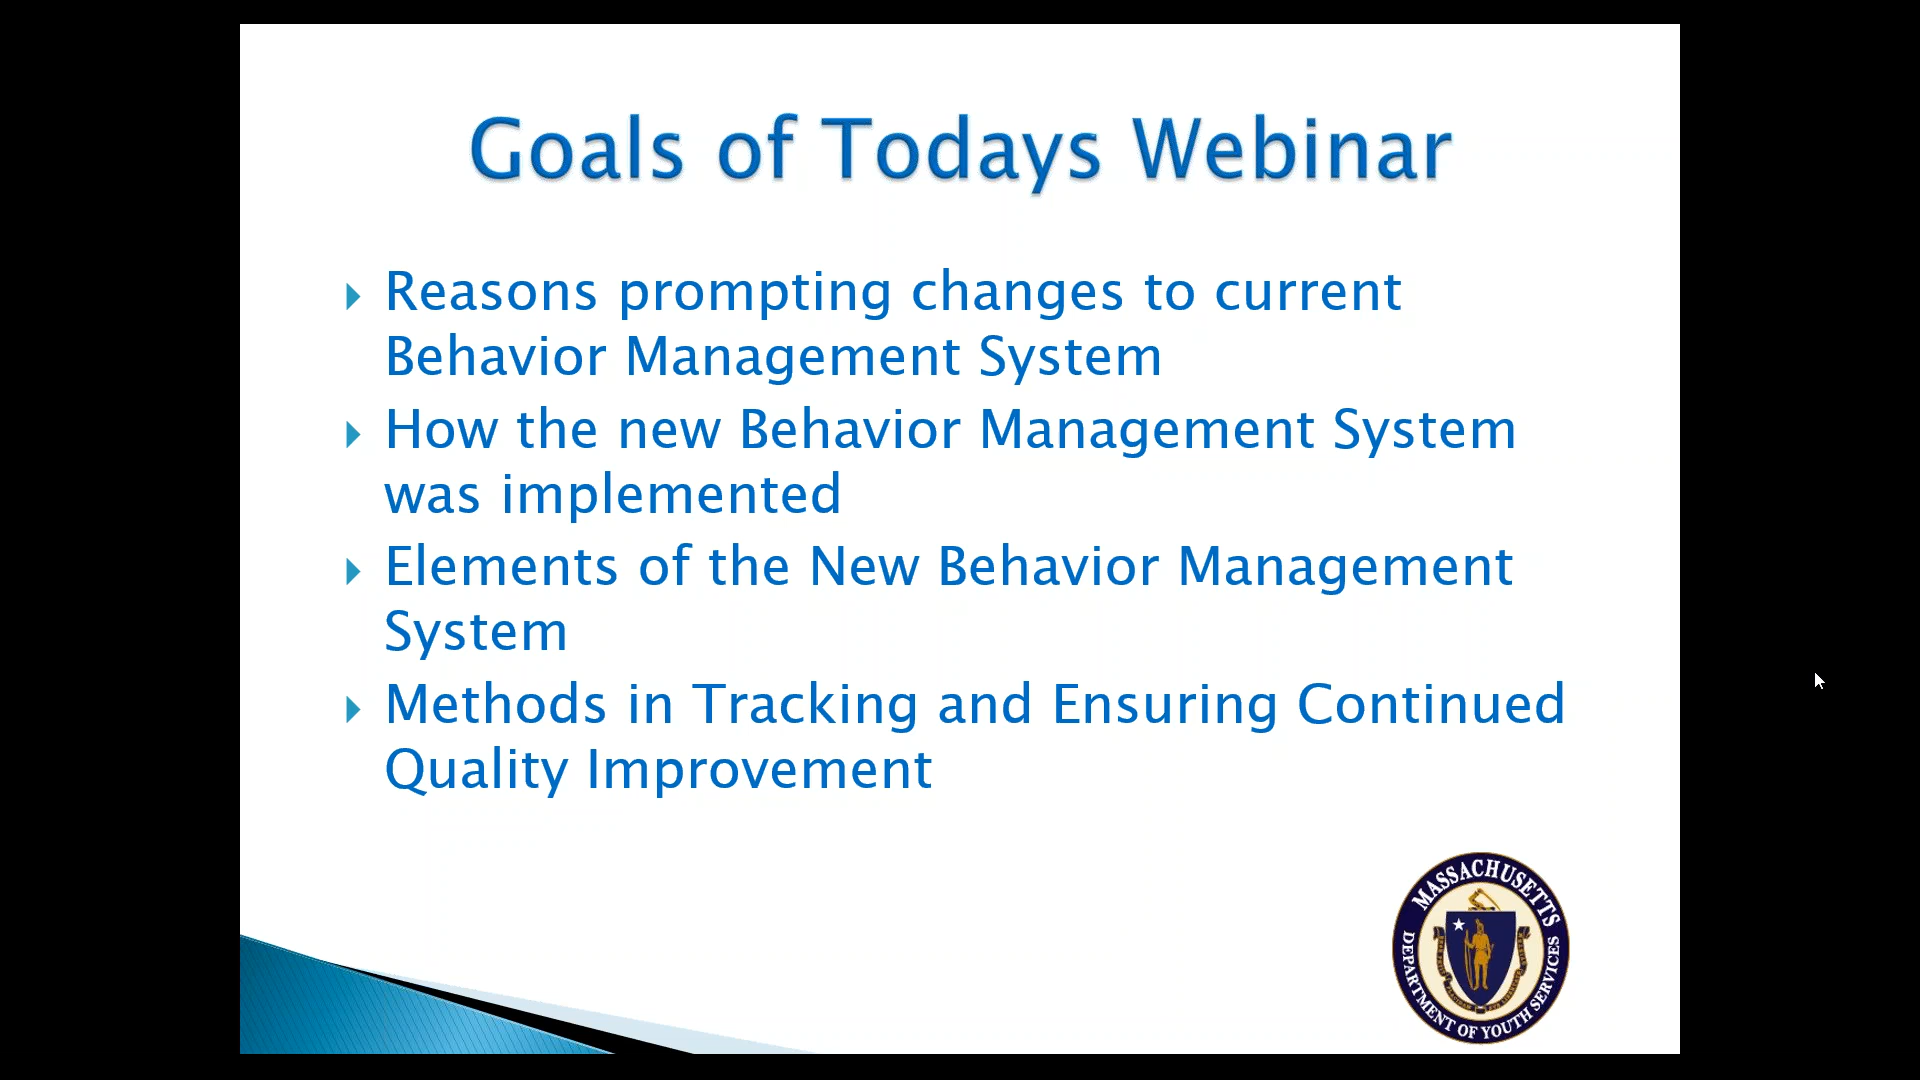 Goals of Todays Webinar
Reasons prompting changes to current
Behavior Management System
How the new Behavior Management System
was implemented
Elements of the New Behavior Management
System
Methods in Tracking and Ensuring Continued
Quality Improvement
MASSACHUSETTS
DEPARTMENT OF YOUTH SERVICES